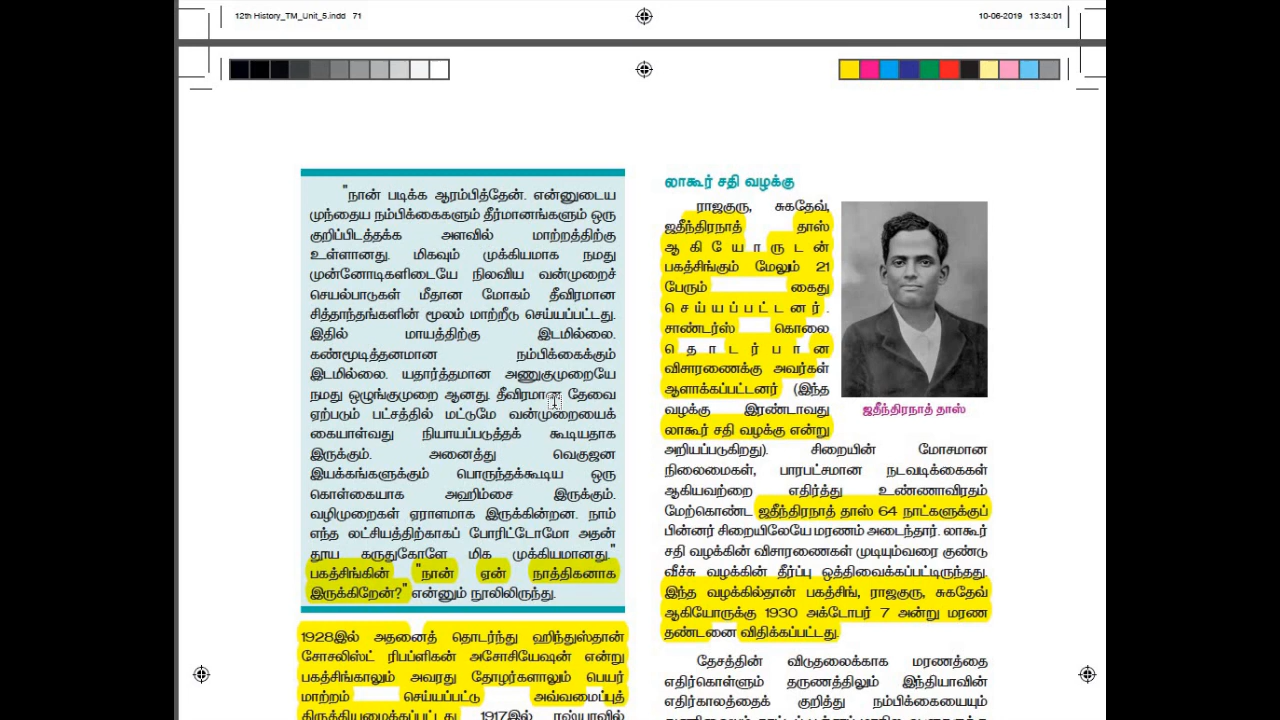 12th History_TM_Unit_5.indd 71
10-06-2019 13:34:01
"நான் படிக்க ஆரம்பித்தேன். என்னுடைய
முந்தைய நம்பிக்கைகளும் தீர்மானங்களும் ஒரு
குறிப்பிடத்தக்க அளவில் மாற்றத்திற்கு
உள்ளானது. மிகவும் முக்கியமாக நமது
முன்னோடிகளிடையே நிலவிய வன்முறைச்
செயல்பாடுகள் மீதான மோகம் தீவிரமான
சித்தாந்தங்களின் மூலம் மாற்றீடு செய்யப்பட்டது.
இதில் மாயத்திற்கு இடமில்லை.
கண்மூடித்தனமான நம்பிக்கைக்கும்
இடமில்லை. யதார்த்தமான அணுகுமுறையே
நமது ஒழுங்குமுறை ஆனது. தீவிரமான தேவை
ஏற்படும் பட்சத்தில் மட்டுமே வன்முறையைக்
கையாள்வது நியாயப்படுத்தக் கூடியதாக
இருக்கும். அனைத்து வெகுஜன
இயக்கங்களுக்கும் பொருந்தக்கூடிய ஒரு
கொள்கையாக அஹிம்சை இருக்கும்.
வழிமுறைகள் ஏராளமாக இருக்கின்றன. நாம்
எந்த லட்சியத்திற்காகப் போரிட்டோமோ அதன்
தூய கருதுகோளே மிக முக்கியமானது."
பகத்சிங்கின் "நான் ஏன் நாத்திகனாக
இருக்கிறேன்?" என்னும் நூலிலிருந்து.
1928இல் அதனைத் தொடர்ந்து ஹிந்துஸ்தான்
சோசலிஸ்ட் ரிபப்ளிகன் அசோசியேஷன் என்று
பகத்சிங்காலும் அவரது தோழர்களாலும் பெயர்
மாற்றம் செய்யப்பட்டு அவ்வமைப்புத்
திருத்தியமைக்கப்பட்டது. 1917இல் ரஷ்யாவில்
லாகூர் சதி வழக்கு
ராஜகுரு, சுகதேவ்,
ஜதீந்திரநாத் தாஸ்
ஆகியோருடன்
பகத்சிங்கும் மேலும் 21
பேரும் கைது
செய்யப்பட்டனர்.
சாண்டர்ஸ் கொலை
தொடர்பான
விசாரணைக்கு அவர்கள்
ஆளாக்கப்பட்டனர் (இந்த
வழக்கு இரண்டாவது
லாகூர் சதி வழக்கு என்று
அறியப்படுகிறது). சிறையின் மோசமான
நிலைமைகள், பாரபட்சமான நடவடிக்கைகள்
ஆகியவற்றை எதிர்த்து உண்ணாவிரதம்
மேற்கொண்ட ஜதீந்திரநாத் தாஸ் 64 நாட்களுக்குப்
பின்னர் சிறையிலேயே மரணம் அடைந்தார். லாகூர்
சதி வழக்கின் விசாரணைகள் முடியும்வரை குண்டு
வீச்சு வழக்கின் தீர்ப்பு ஒத்திவைக்கப்பட்டிருந்தது.
இந்த வழக்கில்தான் பகத்சிங், ராஜகுரு, சுகதேவ்
ஆகியோருக்கு 1930 அக்டோபர் 7 அன்று மரண
தண்டனை விதிக்கப்பட்டது.
தேசத்தின் விடுதலைக்காக மரணத்தை
எதிர்கொள்ளும் தருணத்திலும் இந்தியாவின்
எதிர்காலத்தைக் குறித்து நம்பிக்கையையும்
ஜதீந்திரநாத் தாஸ்